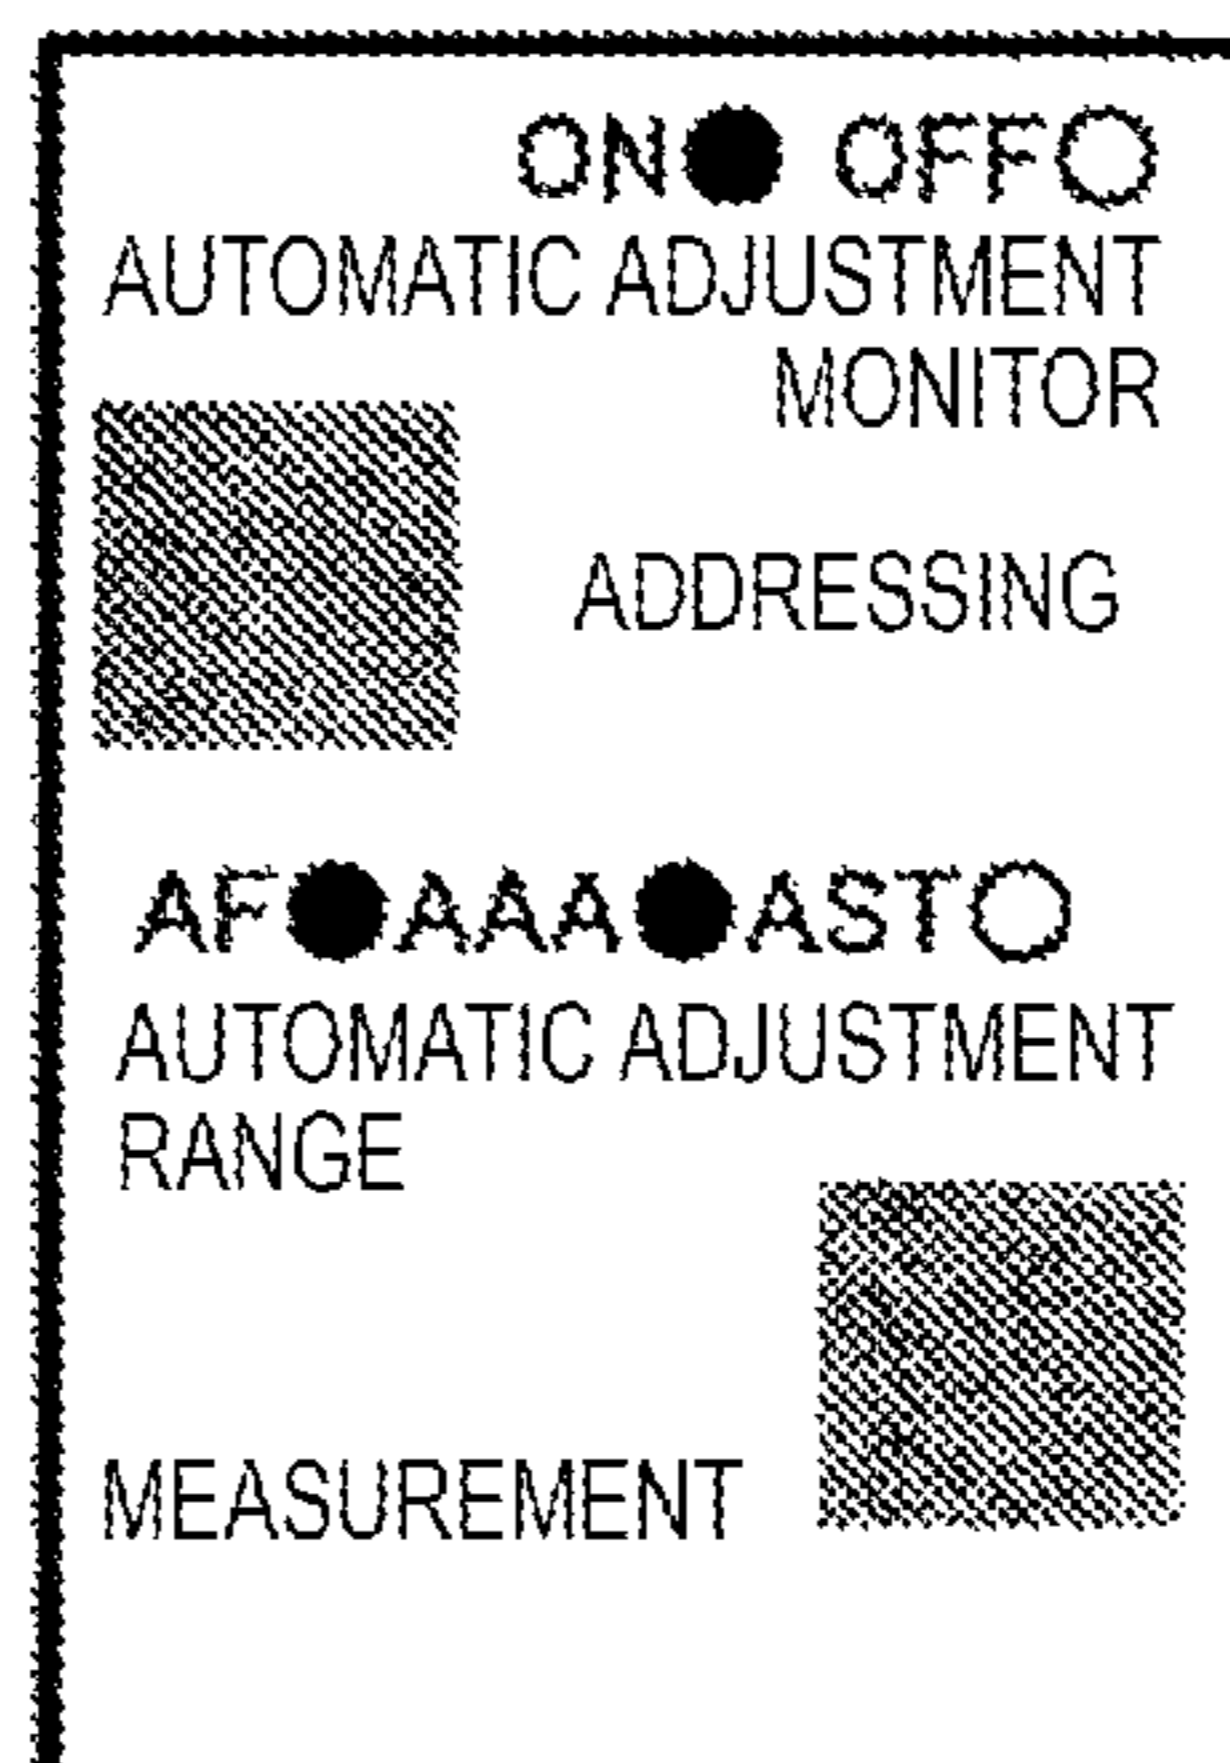 ON● OFF○
AUTOMATIC ADJUSTMENT
MONITOR
ADDRESSING
AF●AAA●AST○
AUTOMATIC ADJUSTMENT
RANGE
MEASUREMENT